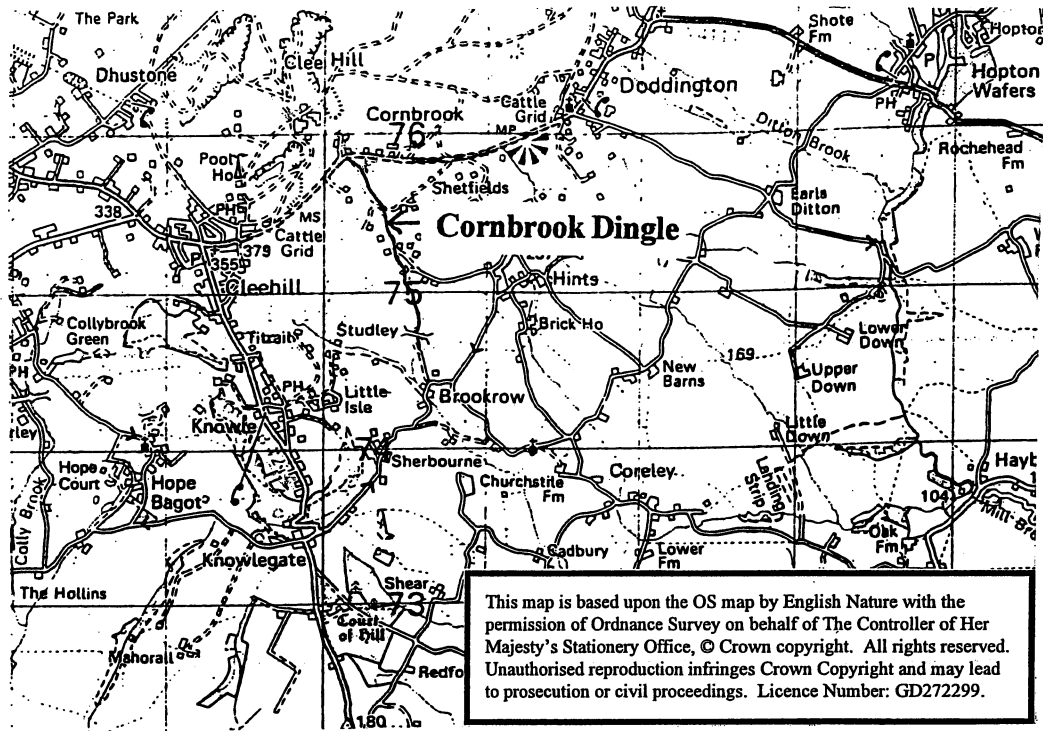 The Park
Dhustone
Clee Hill
Shote
Fm
Hopton
P
Hopton
Wafers
PH
Doddington
Cattle
Grid
Cornbrook
76
MP
Ditton Brook
Rochehead
Fm
Pool
Ho
Shetfields
Earls
Ditton
338
PH
MS
Cornbrook Dingle
Cattle
Grid
379
P
355
Cleehill
75
Hints
Collybrook
Green
Titrail
Studley
Brick Ho
Lower
Down
169
PH
New
Barns
Upper
Down
PH
Little
Isle
Brookrow
Knowle
rley
Little
Down
Sherbourne
Hope
Court
Hope
Bagot
Churchstile
Fm
Coreley
Landing
Strip
Hayb
104
Mill Br
Colly Brook
Oak
Fm
Knowlegate
Cadbury
Lower
Fm
The Hollins
Shear
73
Court
of Hill
Mahorall
Redfo
180
This map is based upon the OS map by English Nature with the
permission of Ordnance Survey on behalf of The Controller of Her
Majesty's Stationery Office, © Crown copyright. All rights reserved.
Unauthorised reproduction infringes Crown Copyright and may lead
to prosecution or civil proceedings. Licence Number: GD272299.